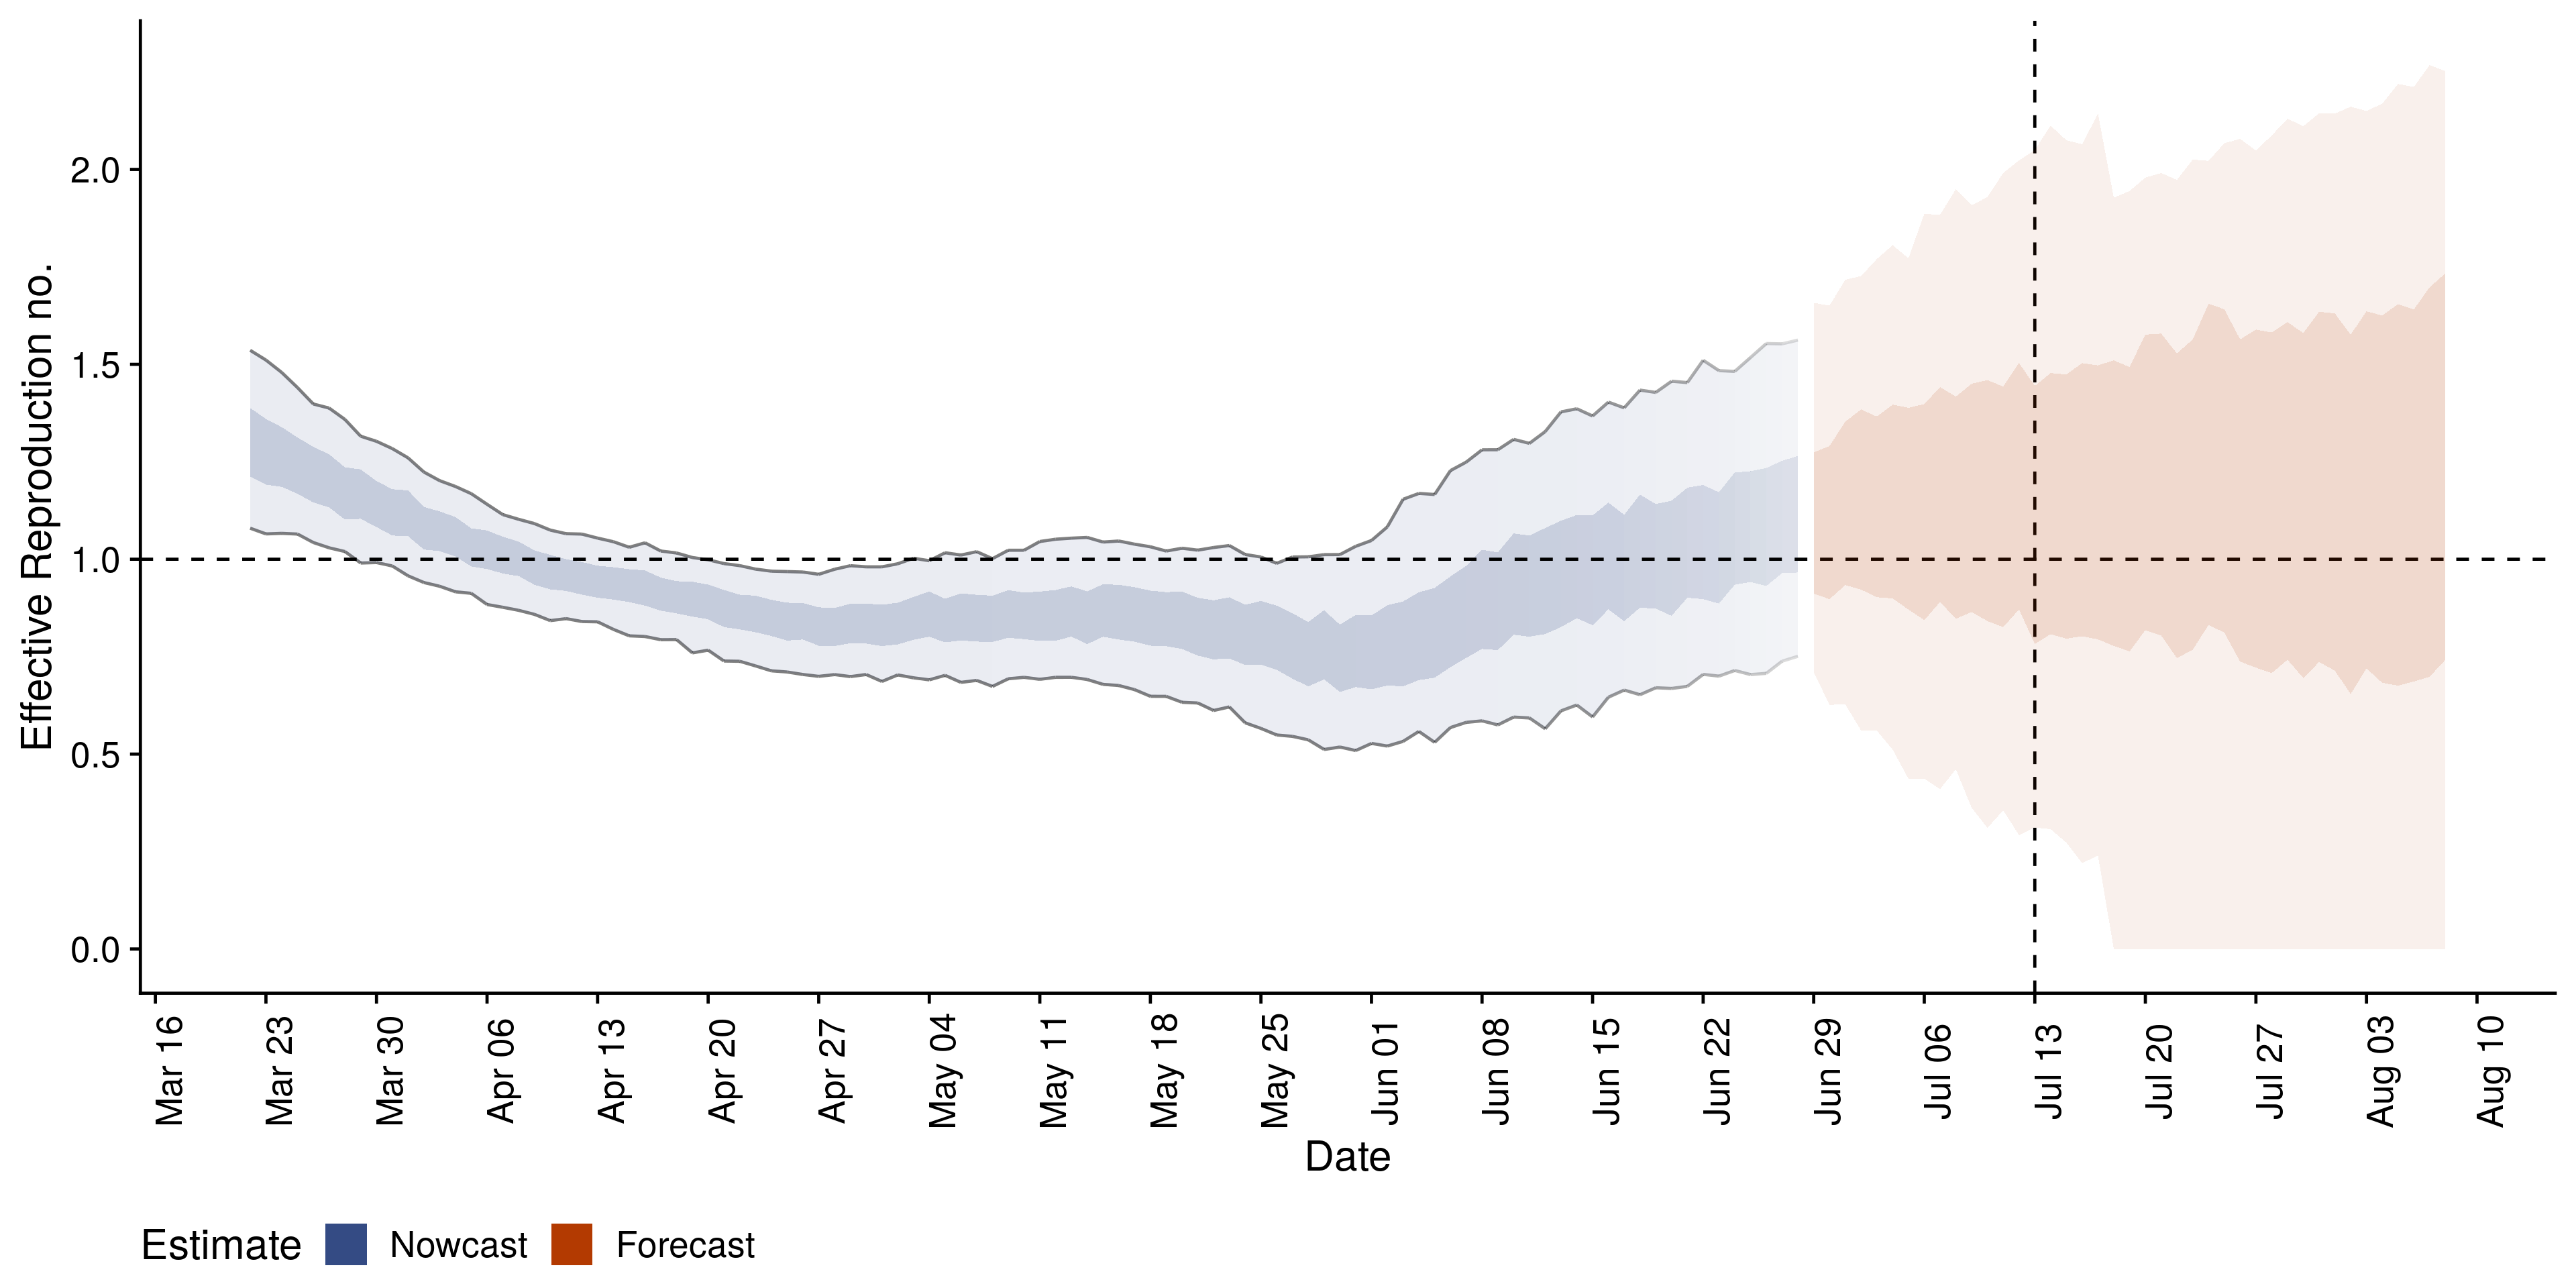 Effective Reproduction no.
2.0
1.5
1.0
0.5
0.0
Mar 16
Mar 23
Mar 30
Apr 06
Apr 13
Apr 20
Apr 27
May 04
May 11
May 18
May 25
Jun 01
Jun 08
Jun 15
Jun 22
Jun 29
Jul 06
Jul 13
Jul 20
Jul 27
Aug 03
Aug 10
Date
Estimate Nowcast Forecast